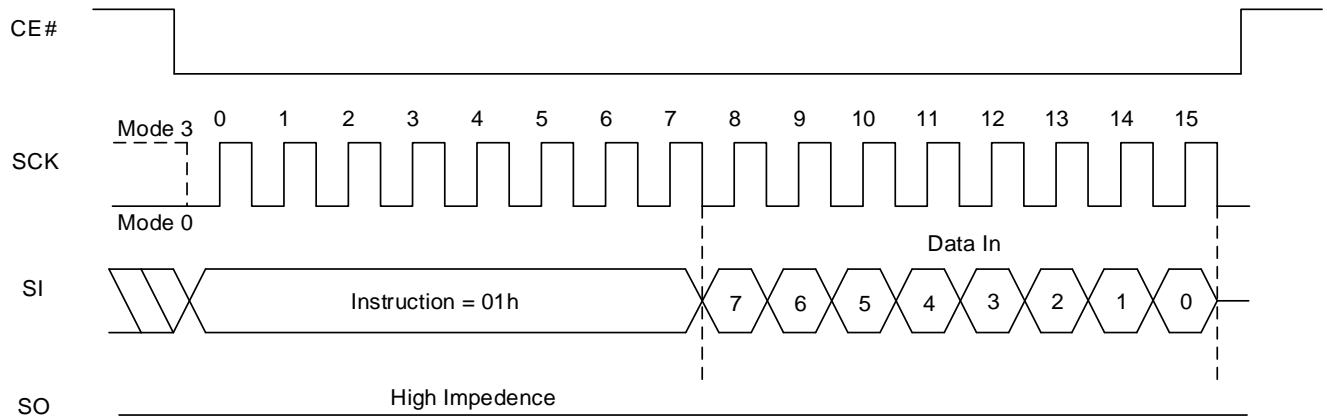 CE#
Mode 3 0 1 2 3 4 5 6 7 8 9 10 11 12 13 14 15
SCK
Mode 0
Data In
SI Instruction = 01h 7 6 5 4 3 2 1 0
High Impedence
SO